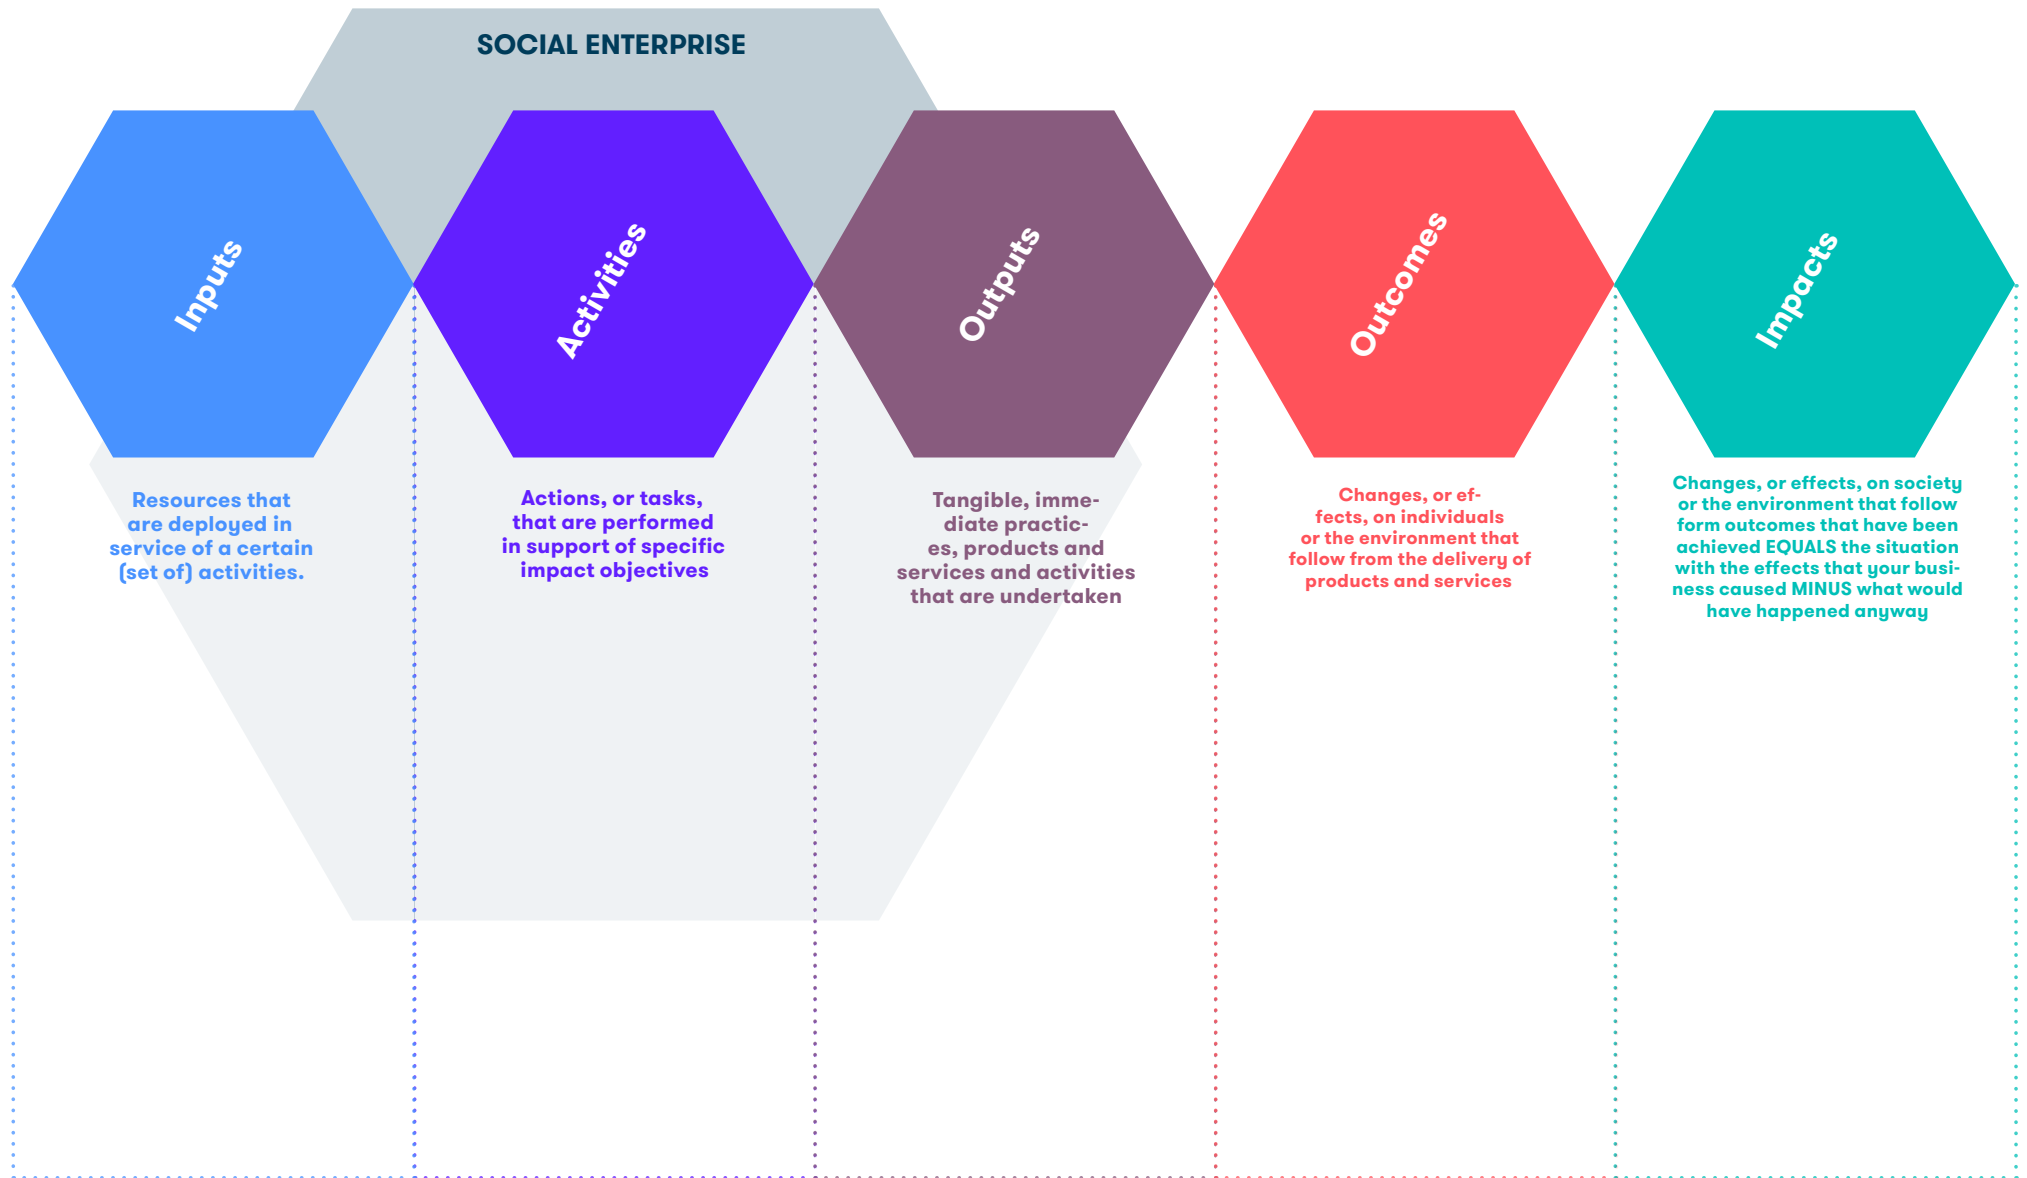 SOCIAL ENTERPRISE
Inputs
Activities
Outputs
Outcomes
Impacts
Resources that
are deployed in
service of a certain
(set of) activities.
Actions, or tasks,
that are performed
in support of specific
impact objectives
Tangible, imme-
diate practic-
es, products and
services and activities
that are undertaken
Changes, or ef-
fects, on individuals
or the environment that
follow from the delivery of
products and services
Changes, or effects, on society
or the environment that follow
form outcomes that have been
achieved EQUALS the situation
with the effects that your busi-
ness caused MINUS what would
have happened anyway